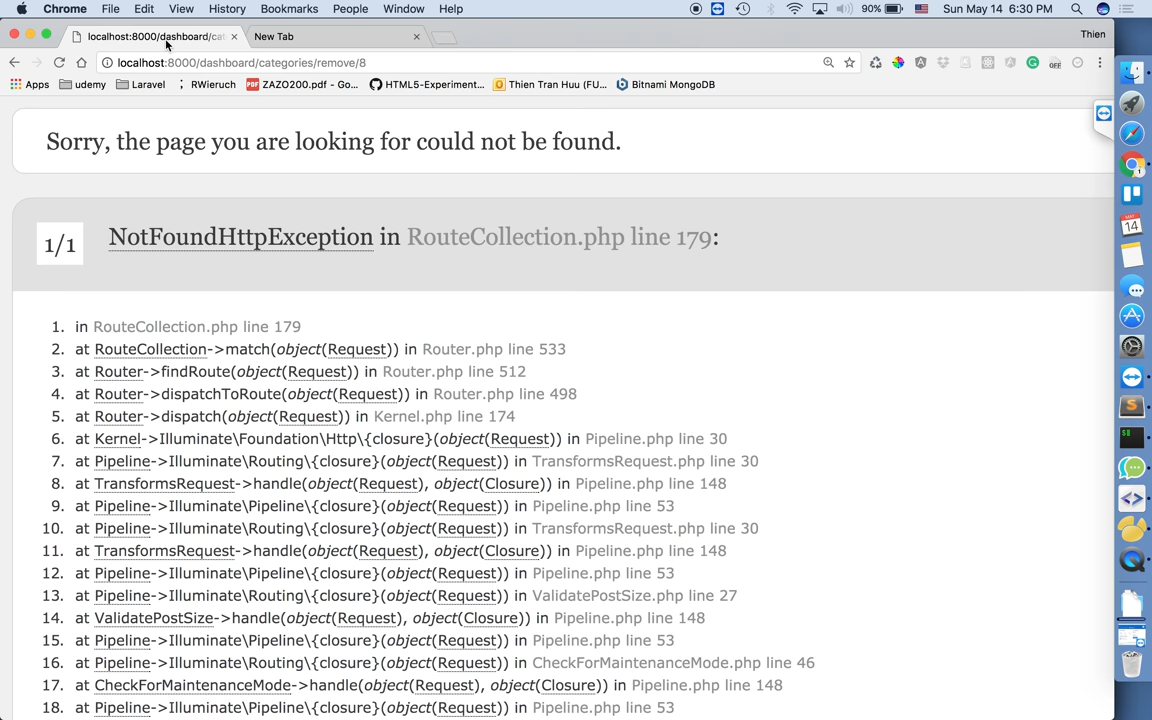 Chrome File Edit View History Bookmarks People Window Help 90% Sun May 14 6:30 PM
localhost:8000/dashboard/cat New Tab Thien
localhost:8000/dashboard/categories/remove/8
Apps udemy Laravel RWieruch ZAZO200.pdf - Go... HTML5-Experiment... Thien Tran Huu (FU... Bitnami MongoDB
Sorry, the page you are looking for could not be found.
1/1 NotFoundHttpException in RouteCollection.php line 179:
1. in RouteCollection.php line 179
2. at RouteCollection->match(object(Request)) in Router.php line 533
3. at Router->findRoute(object(Request)) in Router.php line 512
4. at Router->dispatchToRoute(object(Request)) in Router.php line 498
5. at Router->dispatch(object(Request)) in Kernel.php line 174
6. at Kernel->Illuminate\Foundation\Http\{closure}(object(Request)) in Pipeline.php line 30
7. at Pipeline->Illuminate\Routing\{closure}(object(Request)) in TransformsRequest.php line 30
8. at TransformsRequest->handle(object(Request), object(Closure)) in Pipeline.php line 148
9. at Pipeline->Illuminate\Pipeline\{closure}(object(Request)) in Pipeline.php line 53
10. at Pipeline->Illuminate\Routing\{closure}(object(Request)) in TransformsRequest.php line 30
11. at TransformsRequest->handle(object(Request), object(Closure)) in Pipeline.php line 148
12. at Pipeline->Illuminate\Pipeline\{closure}(object(Request)) in Pipeline.php line 53
13. at Pipeline->Illuminate\Routing\{closure}(object(Request)) in ValidatePostSize.php line 27
14. at ValidatePostSize->handle(object(Request), object(Closure)) in Pipeline.php line 148
15. at Pipeline->Illuminate\Pipeline\{closure}(object(Request)) in Pipeline.php line 53
16. at Pipeline->Illuminate\Routing\{closure}(object(Request)) in CheckForMaintenanceMode.php line 46
17. at CheckForMaintenanceMode->handle(object(Request), object(Closure)) in Pipeline.php line 148
18. at Pipeline->Illuminate\Pipeline\{closure}(object(Request)) in Pipeline.php line 53